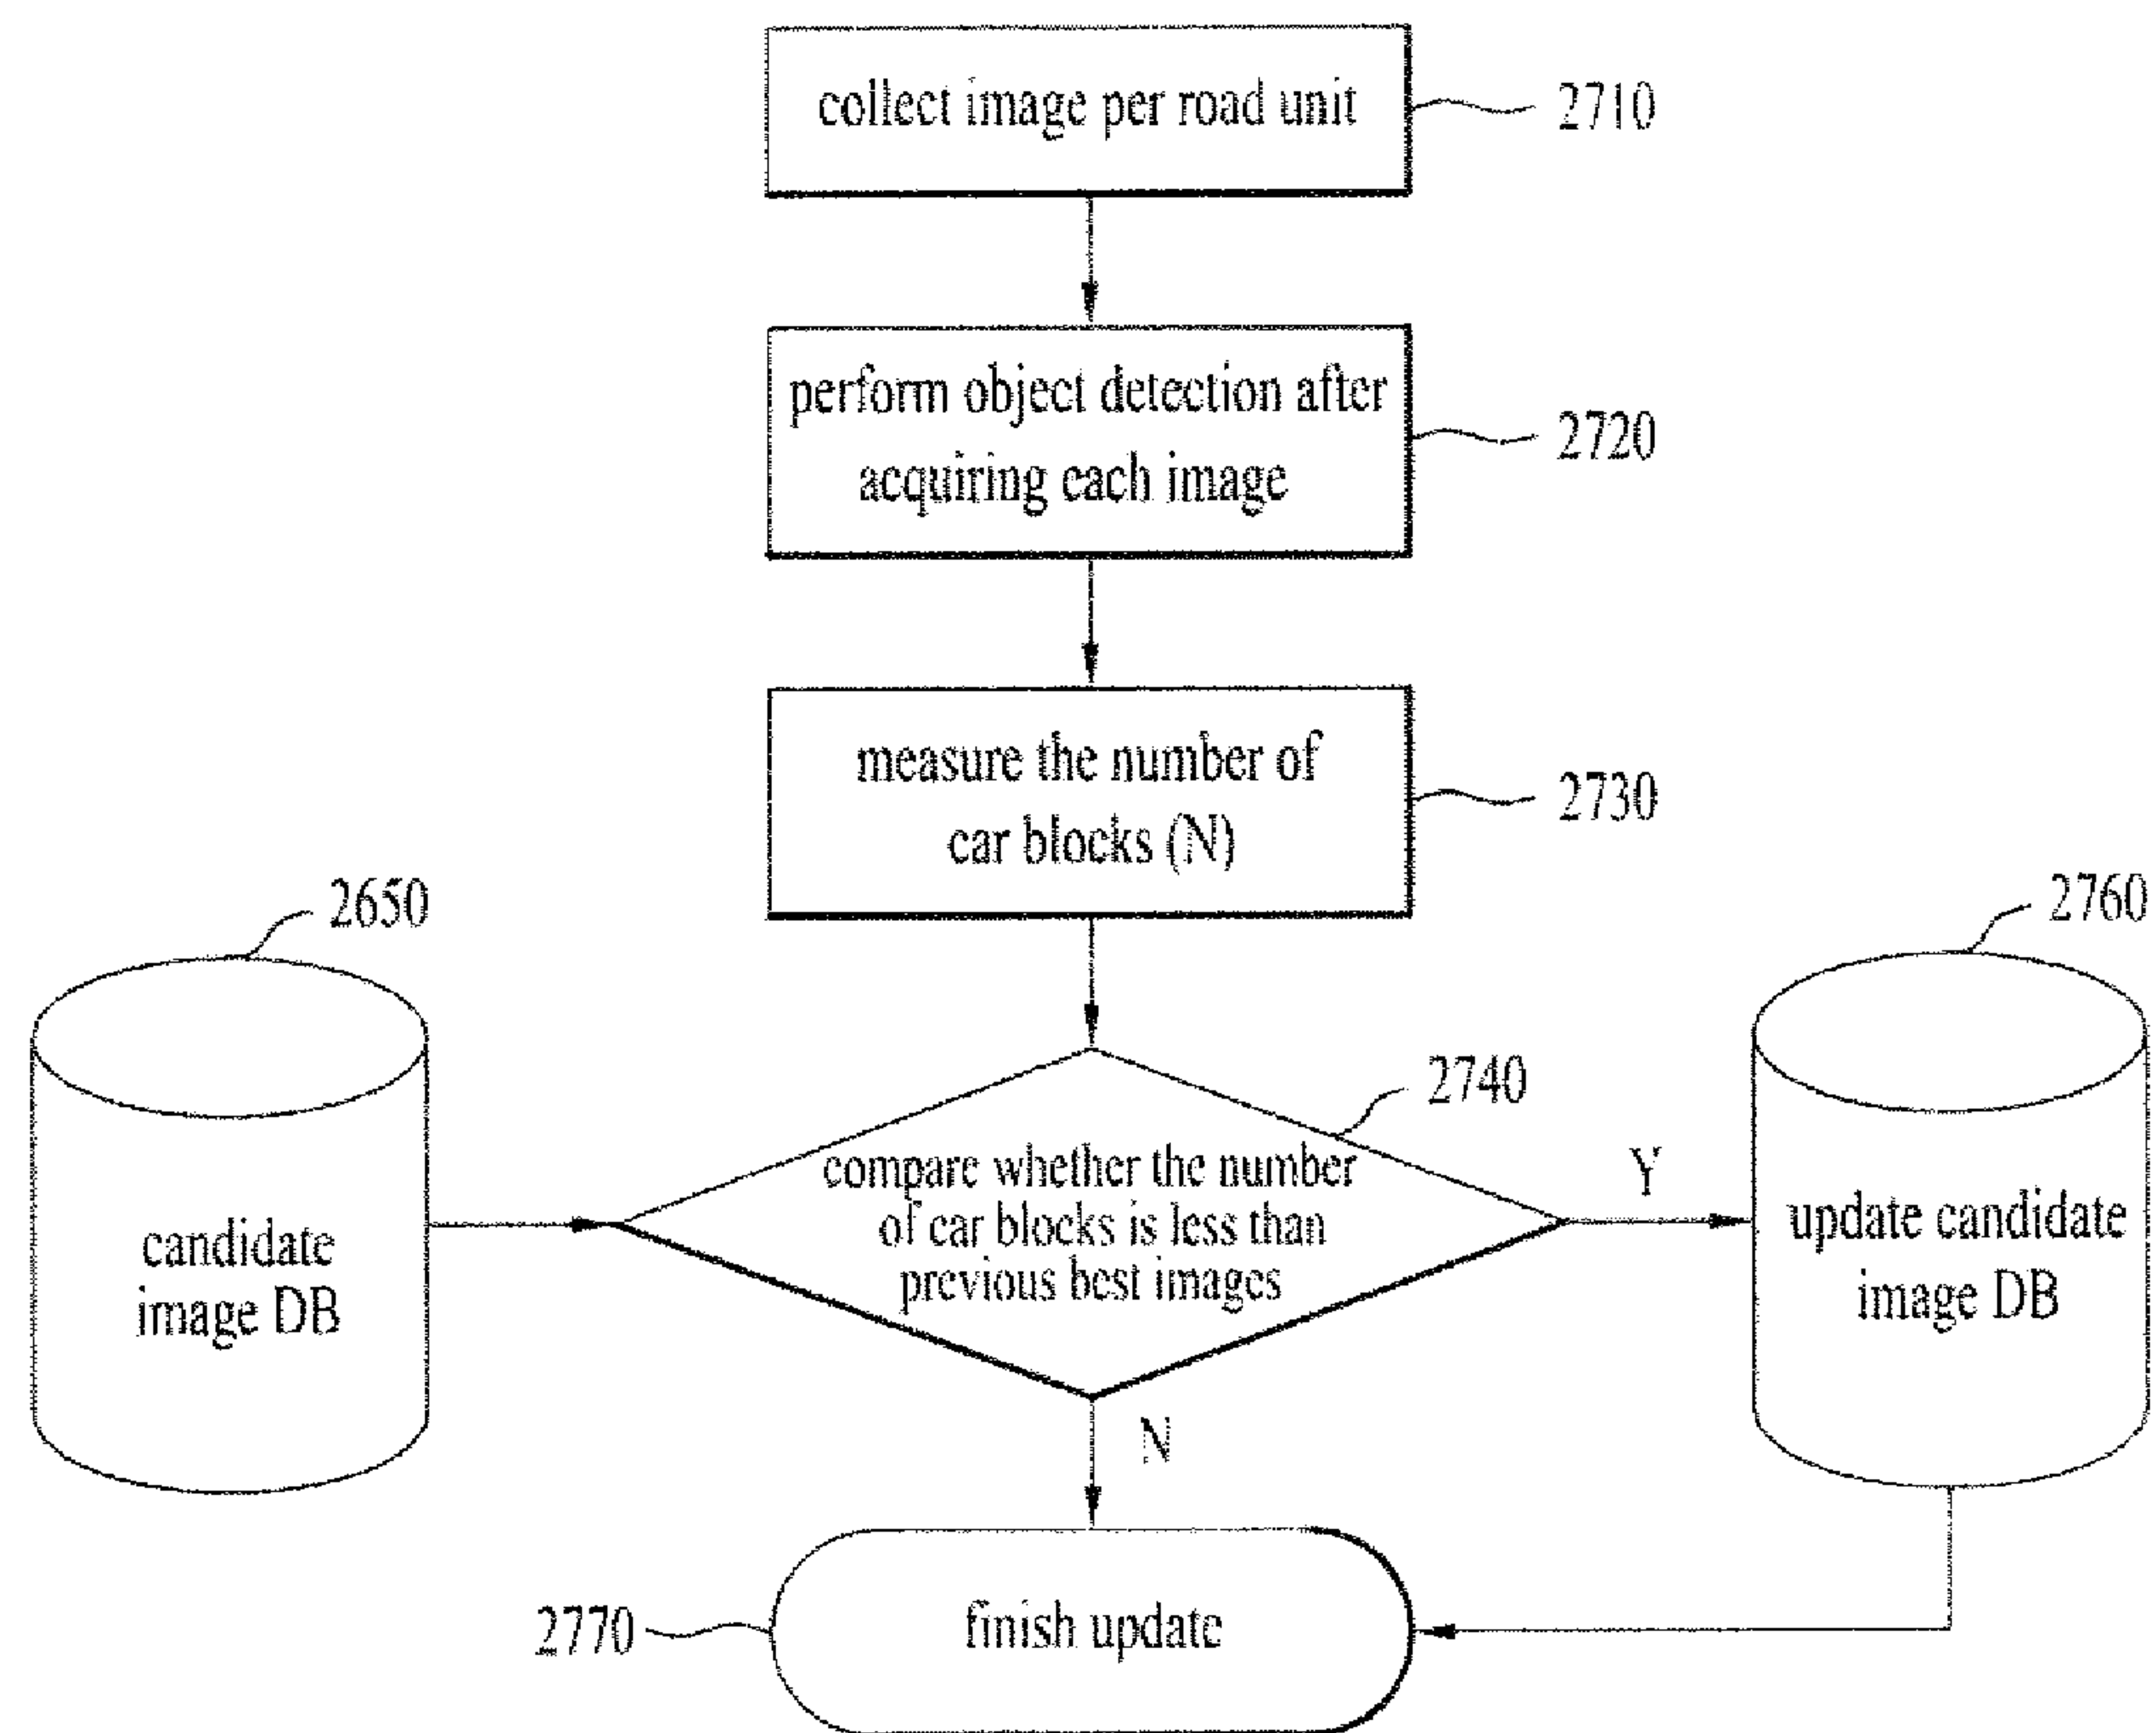 collect image per road unit
2710
perform object detection after
acquiring each image
2720
measure the number of
car blocks (N)
2730
2650
candidate
image DB
2740
compare whether the number
of car blocks is less than
previous best images
Y
2760
update candidate
image DB
N
2770
finish update